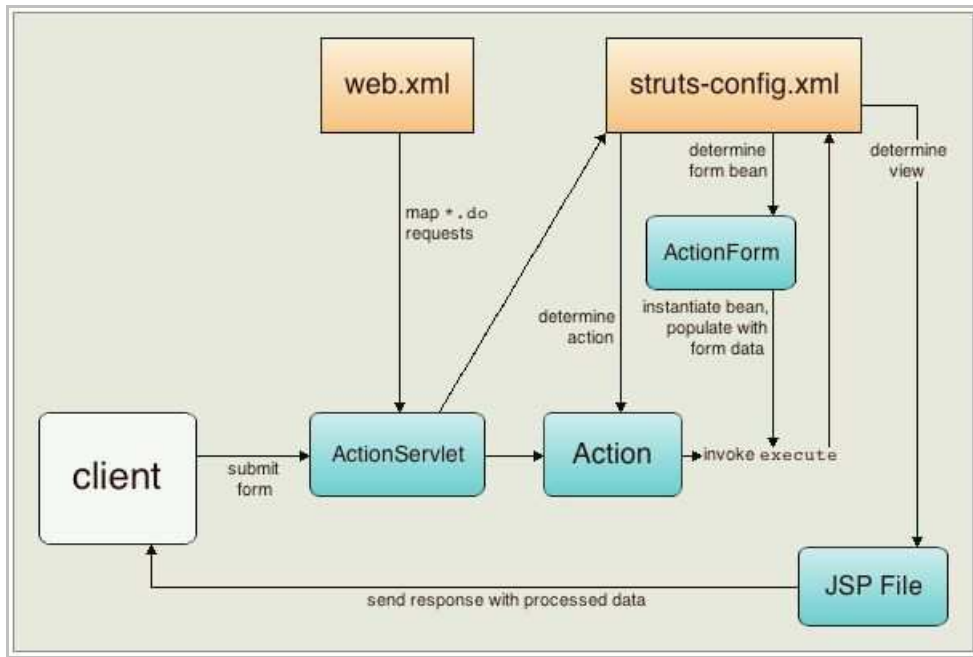 web.xml
struts-config.xml
map *.do
requests
determine
form bean
determine
view
ActionForm
determine
action
instantiate bean,
populate with
form data
client
submit
form
ActionServlet
Action
invoke execute
JSP File
send response with processed data